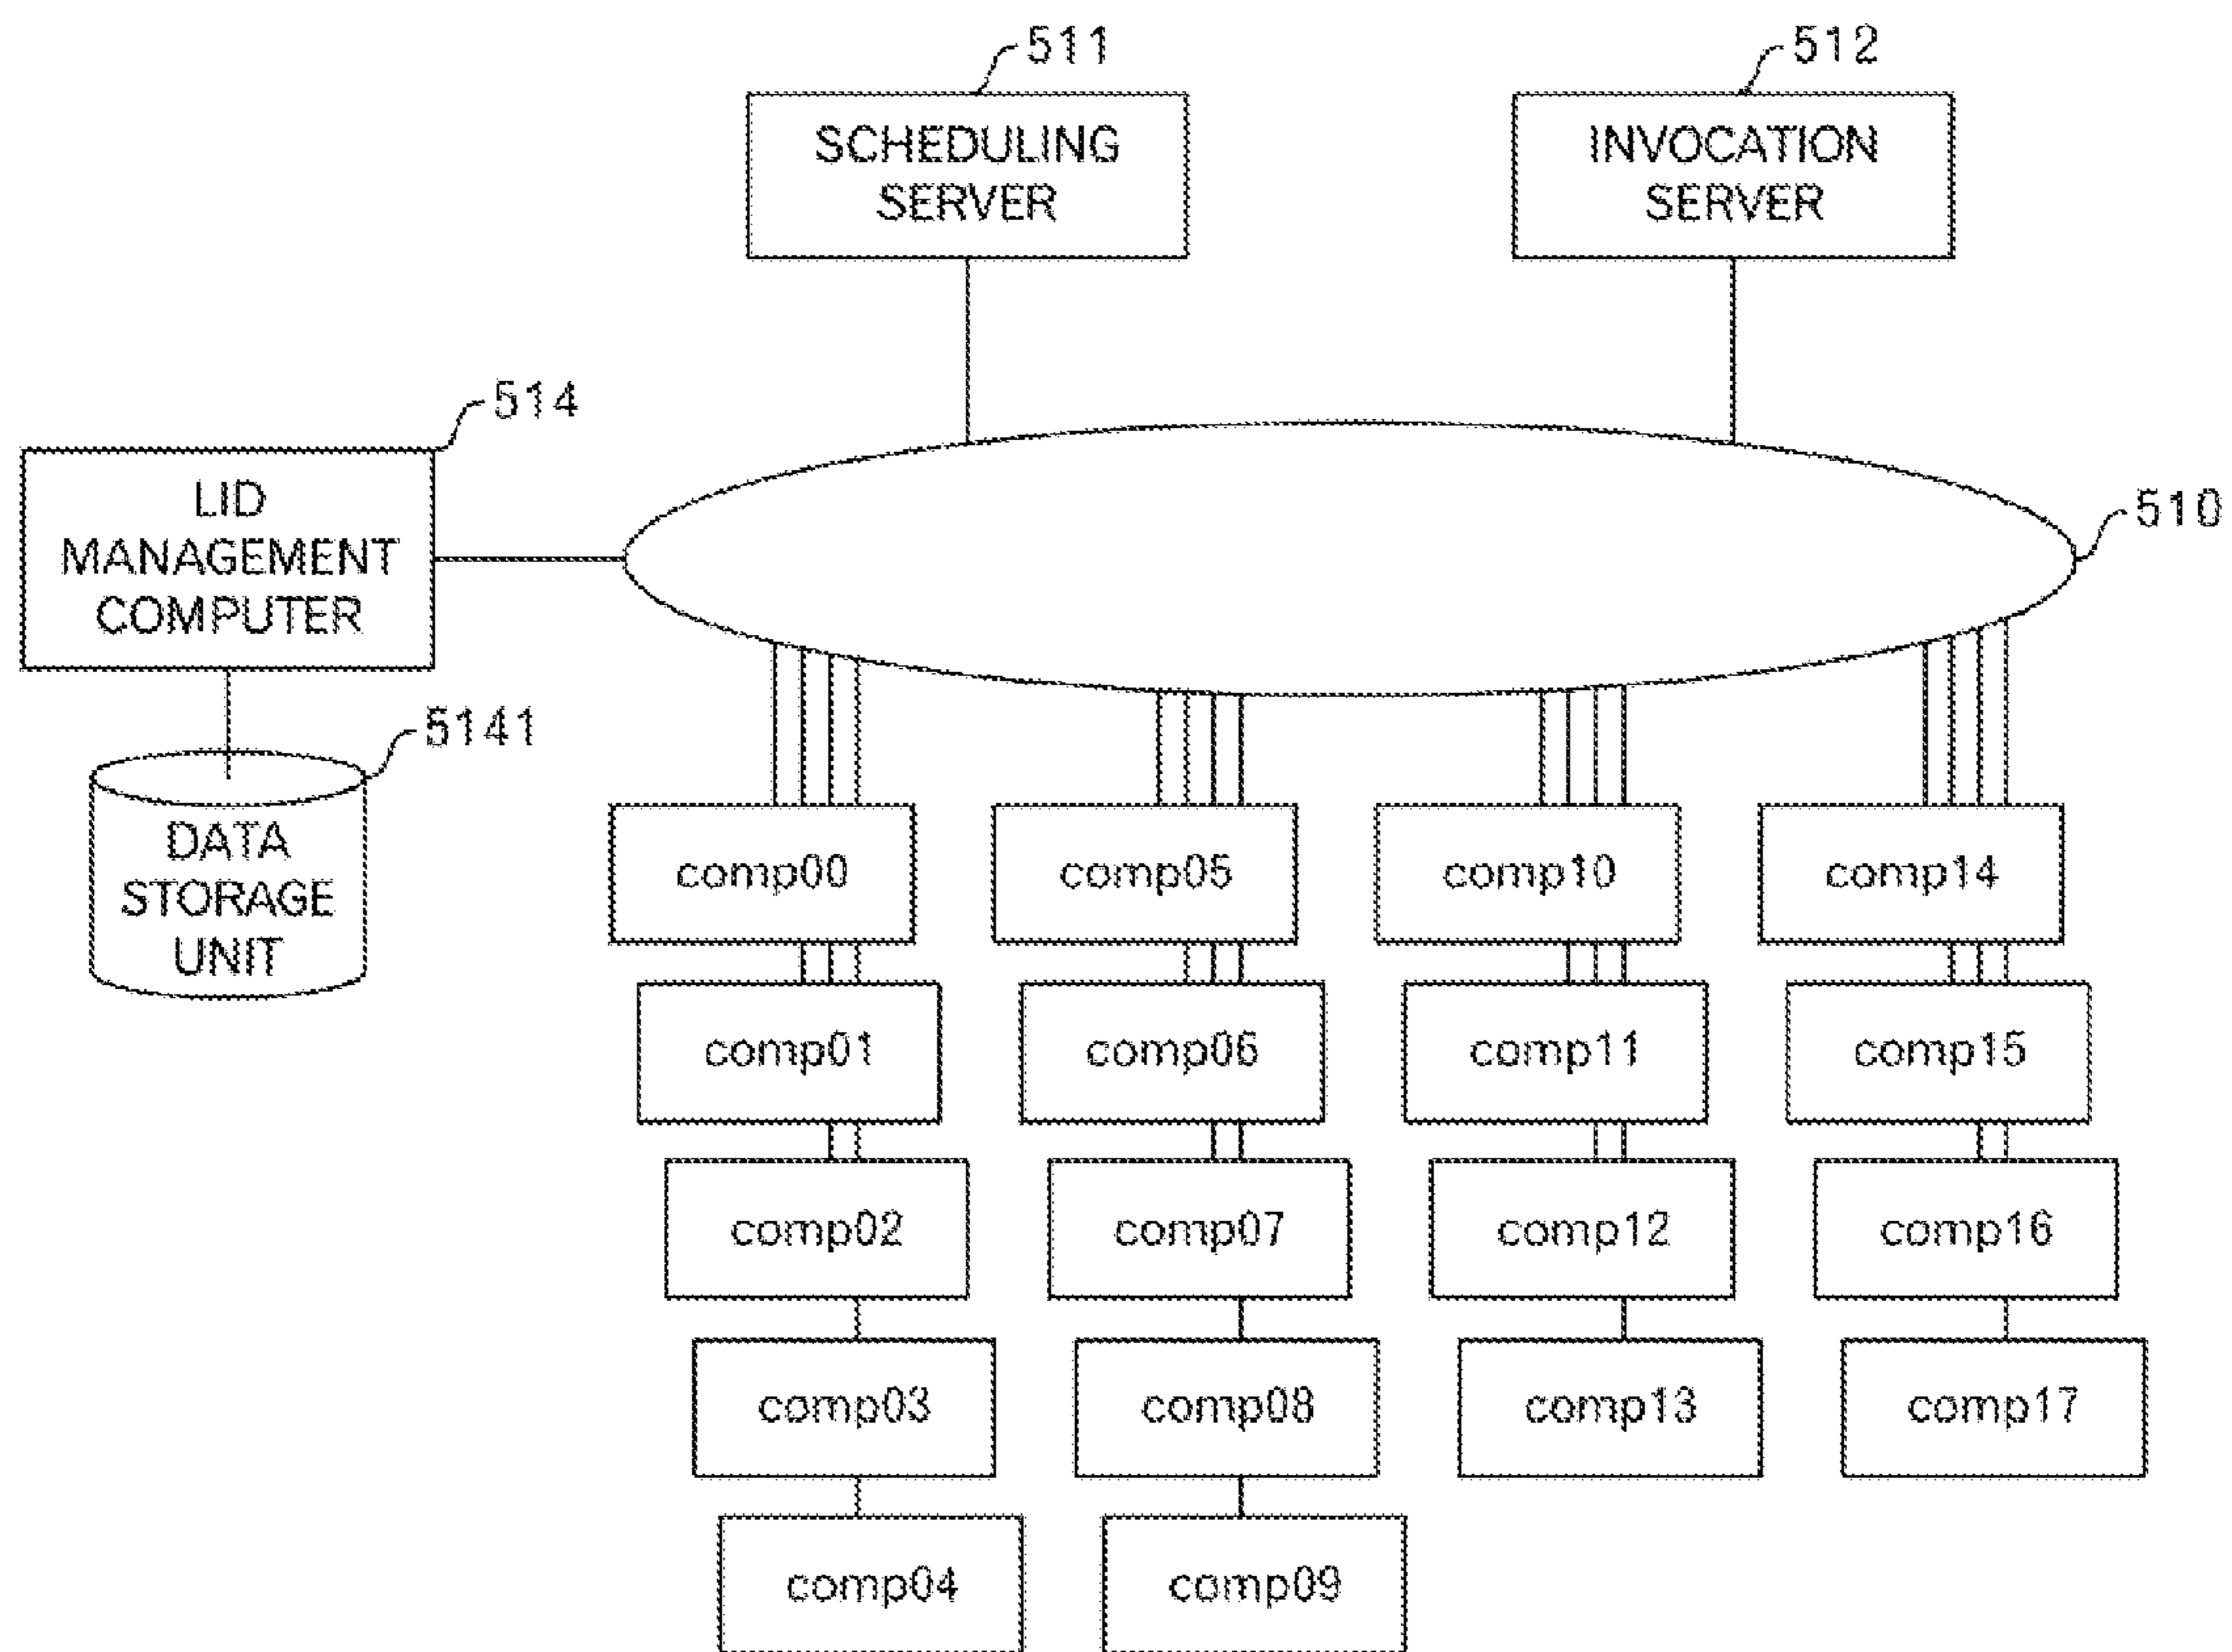 511
512
SCHEDULING
SERVER
INVOCATION
SERVER
514
LID
MANAGEMENT
COMPUTER
510
5141
DATA
STORAGE
UNIT
comp00
comp05
comp10
comp14
comp01
comp06
comp11
comp15
comp02
comp07
comp12
comp16
comp03
comp08
comp13
comp17
comp04
comp09